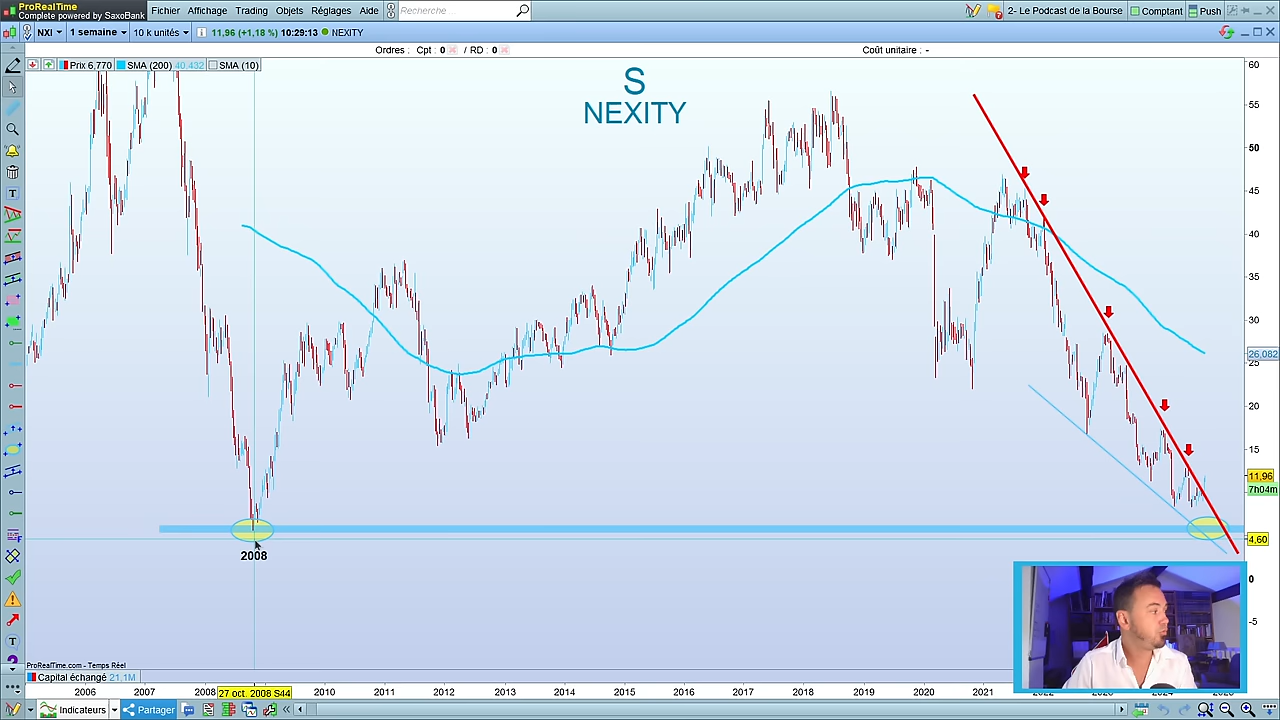 ProRealTime
Complete powered by SaxoBank
Fichier Affichage Trading Objets Réglages Aide Recherche
2- Le Podcast de la Bourse Comptant Push
NXI 1 semaine 10 k unités 11,96 (+1,18 %) 10:29:13 NEXITY
Ordres : Cpt : 0 / RD : 0 Coût unitaire : -
Prix 6,770 SMA (200) 40,432 SMA (10)
S
NEXITY
60
55
50
45
40
35
30
26,082
25
20
15
11,96
7h04m
4,60
0
-5
2008
ProRealTime.com - Temps Réel
Capital échangé 21,1M
2006 2007 2008 27 oct. 2008 S44 2010 2011 2012 2013 2014 2015 2016 2017 2018 2019 2020 2021
Indicateurs Partager